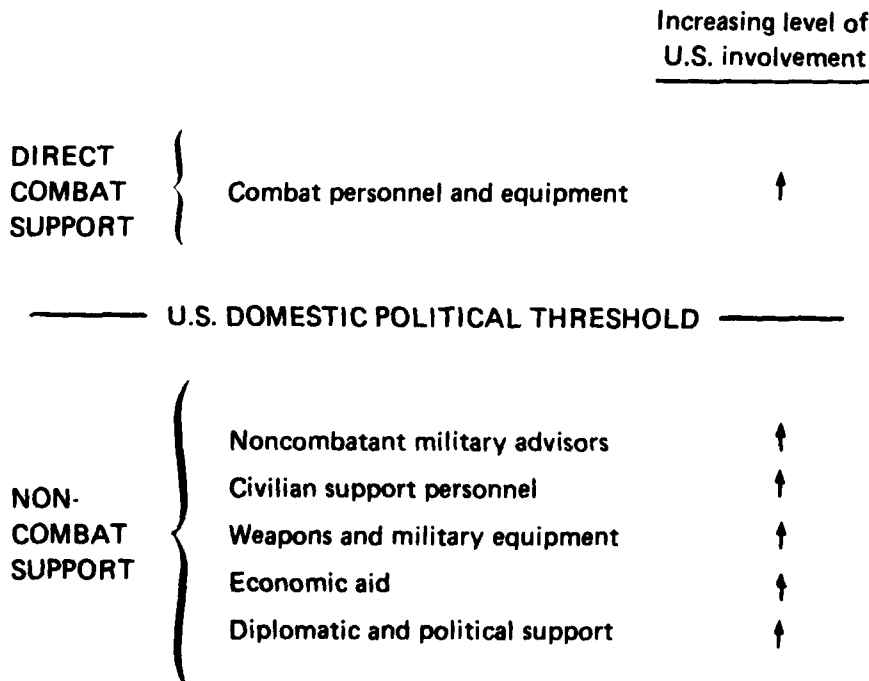 Increasing level of
U.S. involvement
DIRECT
COMBAT
SUPPORT
Combat personnel and equipment
U.S. DOMESTIC POLITICAL THRESHOLD
Noncombatant military advisors
Civilian support personnel
NON-
COMBAT
SUPPORT
Weapons and military equipment
Economic aid
Diplomatic and political support